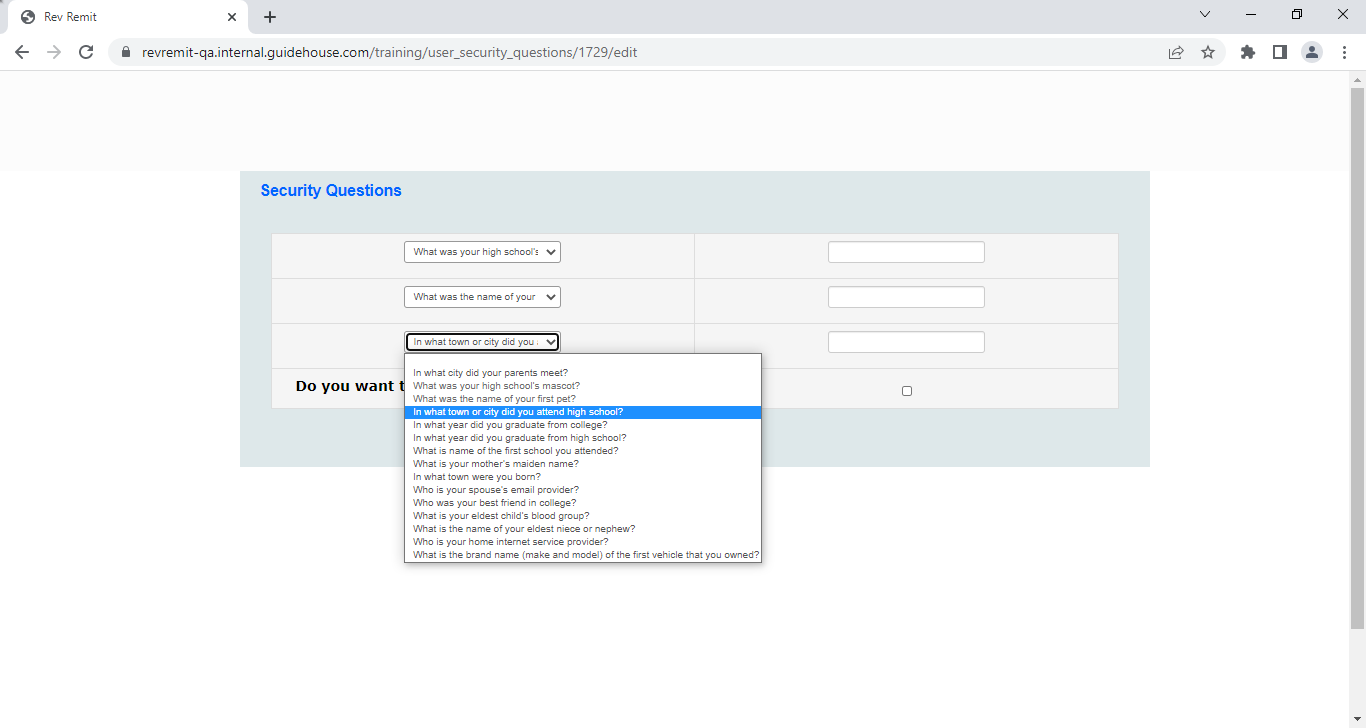 Rev Remit
revremit-qa.internal.guidehouse.com/training/user_security_questions/1729/edit
Security Questions
What was your high school's
What was the name of your
In what town or city did you
In what city did your parents meet?
What was your high school's mascot?
What was the name of your first pet?
In what town or city did you attend high school?
In what year did you graduate from college?
In what year did you graduate from high school?
What is name of the first school you attended?
What is your mother's maiden name?
In what town were you born?
Who is your spouse's email provider?
Who was your best friend in college?
What is your eldest child's blood group?
What is the name of your eldest niece or nephew?
Who is your home internet service provider?
What is the brand name (make and model) of the first vehicle that you owned?
Do you want